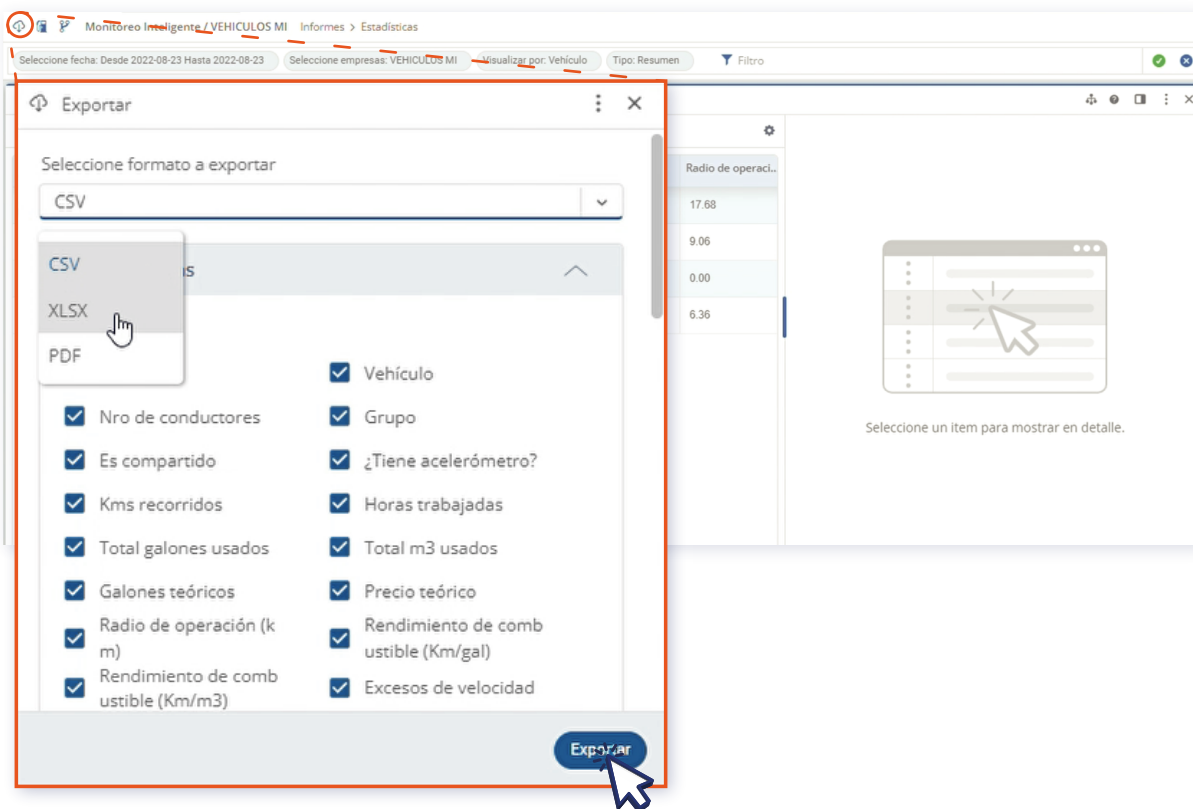 Monitoreo Inteligente / VEHICULOS MI Informes > Estadísticas
Seleccione fecha: Desde 2022-08-23 Hasta 2022-08-23 Seleccione empresas: VEHICULOS MI Visualizar por: Vehículo Tipo: Resumen Filtro
Exportar
Seleccione formato a exportar
CSV
CSV
as
XLSX
PDF
Vehículo
Nro de conductores
Grupo
Es compartido
¿Tiene acelerómetro?
Kms recorridos
Horas trabajadas
Total galones usados
Total m3 usados
Galones teóricos
Precio teórico
Radio de operación (k
m)
Rendimiento de comb
ustible (Km/gal)
Rendimiento de comb
ustible (Km/m3)
Excesos de velocidad
Exportar
Radio de operaci..
17.68
9.06
0.00
6.36
Seleccione un item para mostrar en detalle.